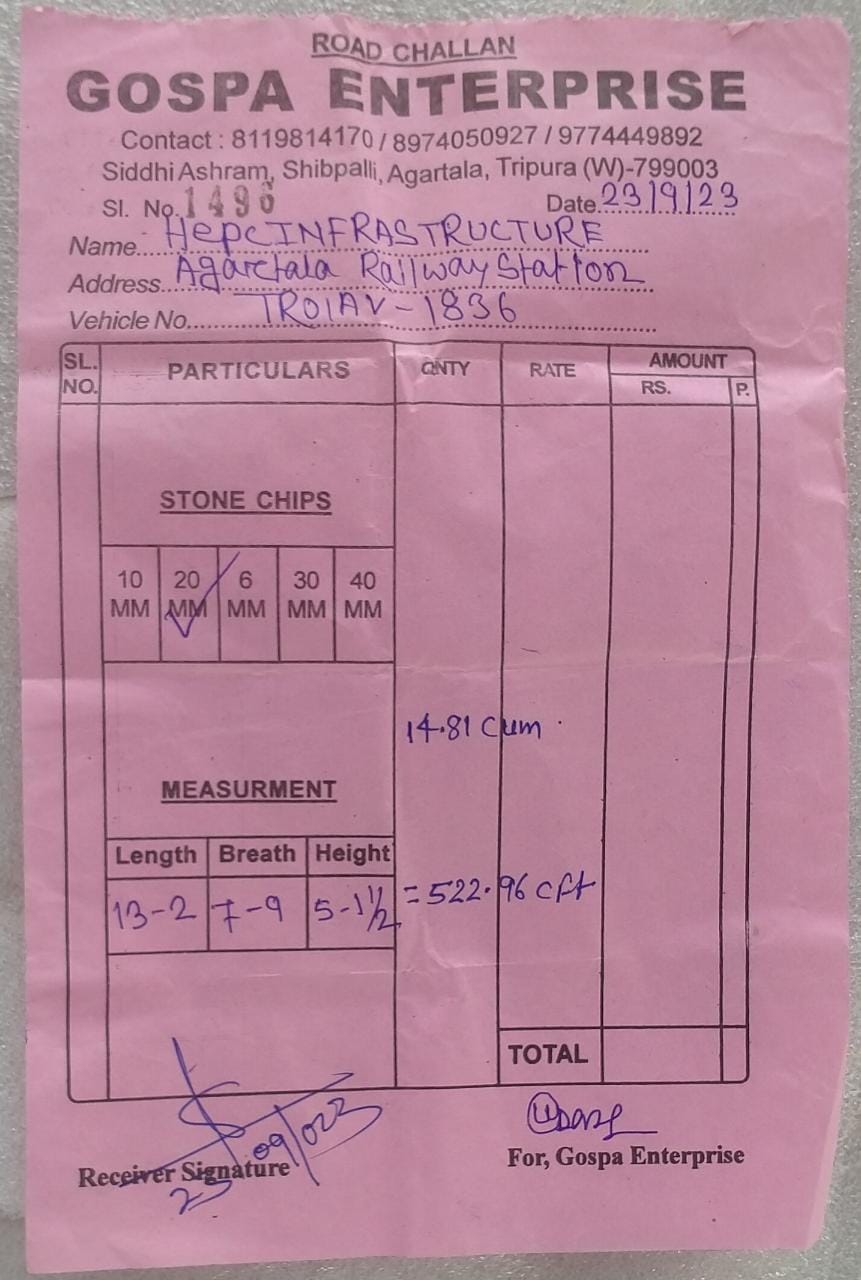 ROAD CHALLAN
GOSPA ENTERPRISE
Contact : 8119814170 / 8974050927 / 9774449892
Siddhi Ashram, Shibpalli, Agartala, Tripura (W)-799003
Sl. No. 1496 Date. 23/9/23
Name. Hepc INFRASTRUCTURE
Address. Agartala Railway Station
Vehicle No. TR01AV-1836
SL. NO. PARTICULARS QNTY RATE AMOUNT
RS. P.
STONE CHIPS
10 MM 20 MM 6 MM 30 MM 40 MM
14.81 cum
MEASURMENT
Length Breath Height
13-2 7-9 5-1½ = 522.96 cft
TOTAL
23/09/023
Receiver Signature
For, Gospa Enterprise